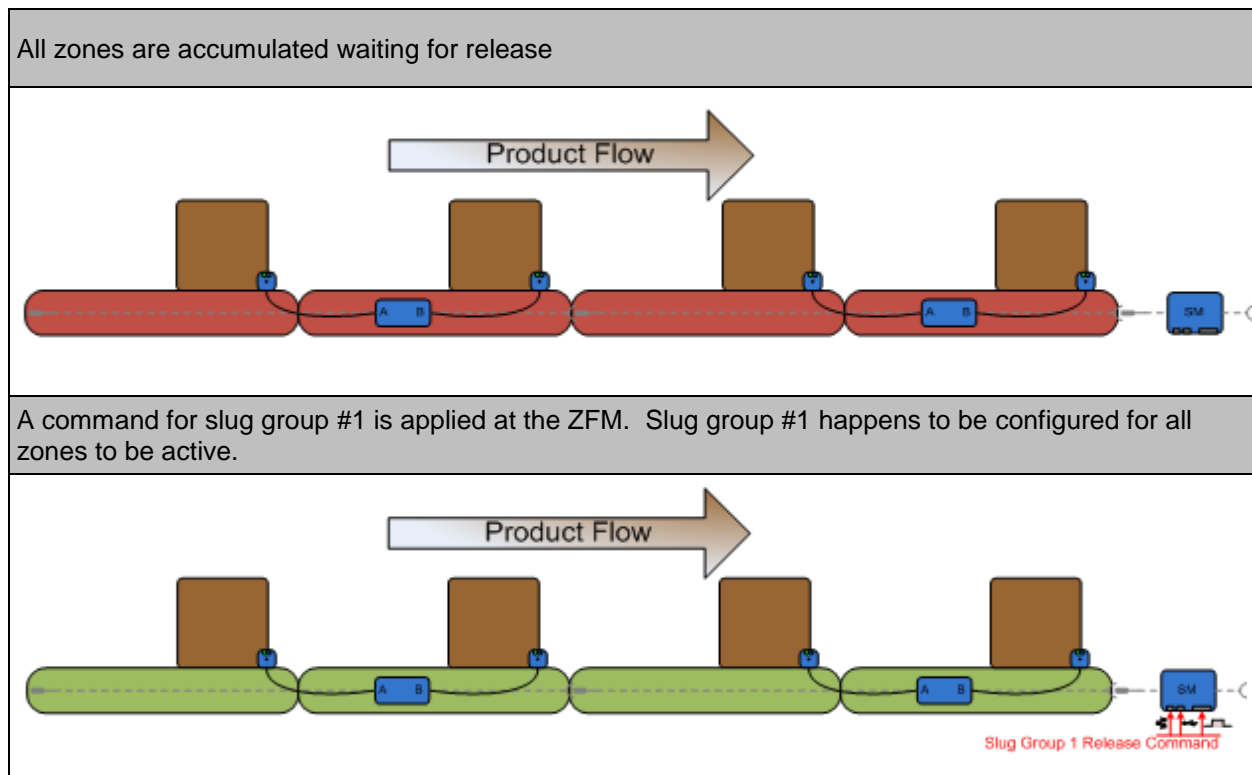 All zones are accumulated waiting for release
Product Flow
A B
A B
SM
A command for slug group #1 is applied at the ZFM. Slug group #1 happens to be configured for all
zones to be active.
Product Flow
A B
A B
SM
Slug Group 1 Release Command